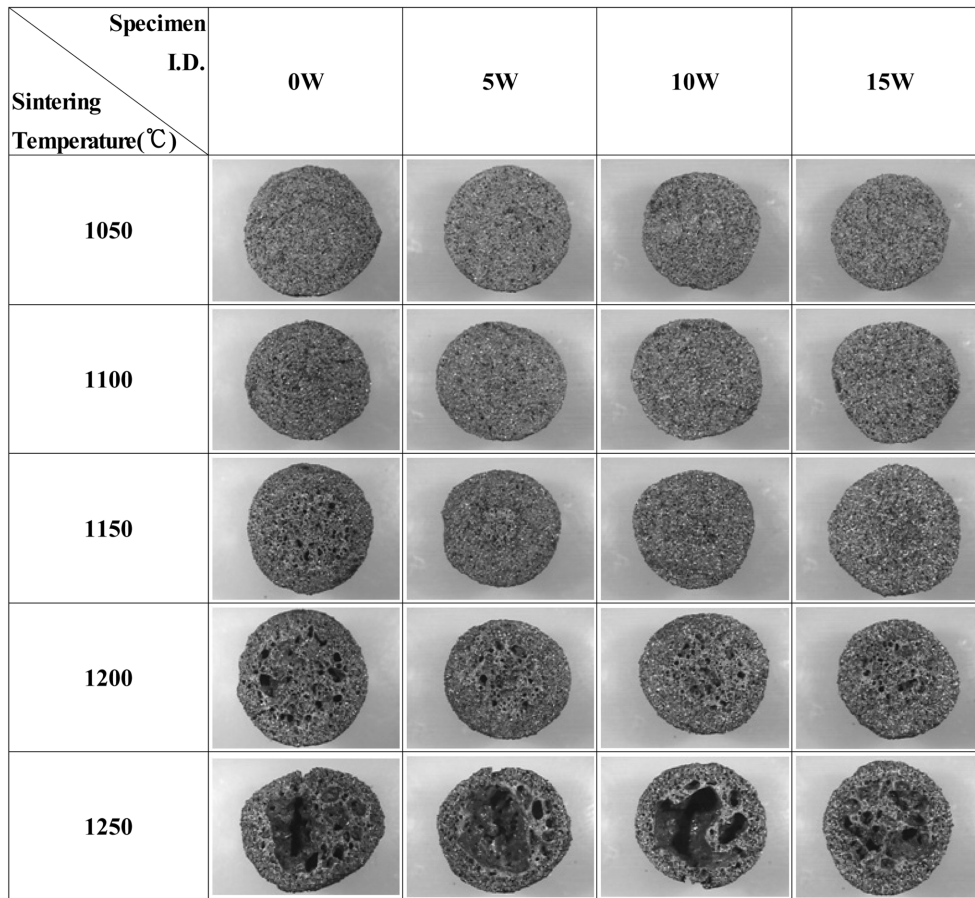 Specimen
I.D.
Sintering
Temperature(℃)
0W
5W
10W
15W
1050
1100
1150
1200
1250